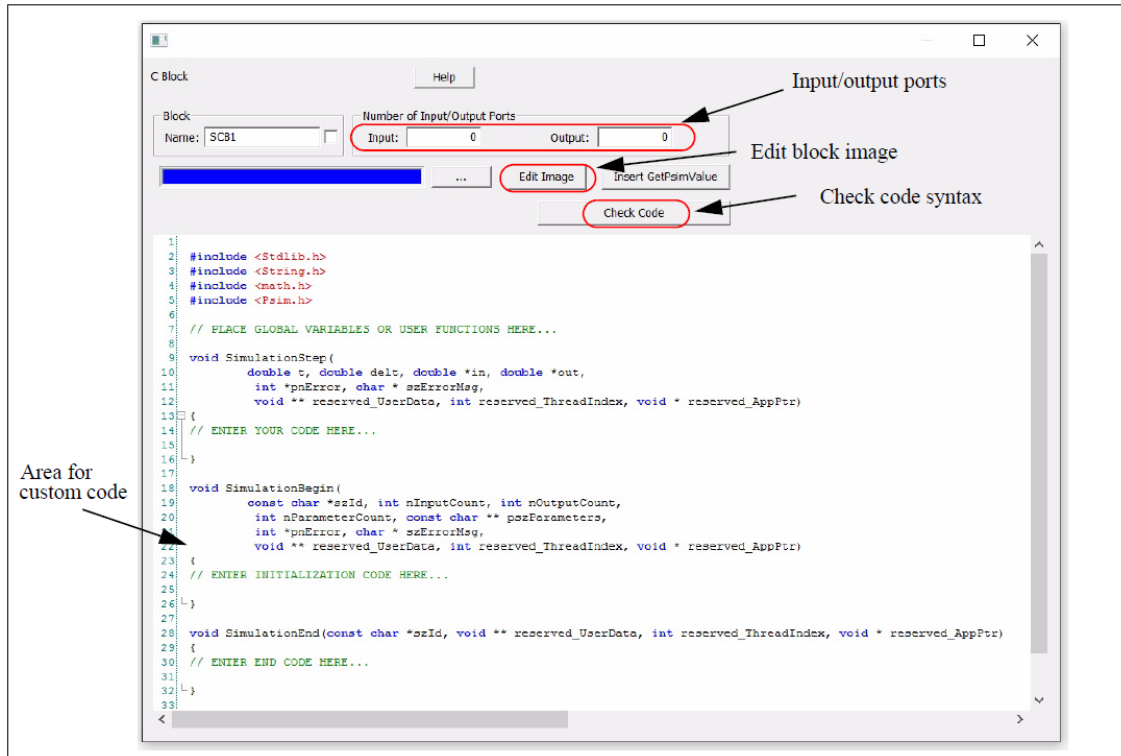 C Block
Help
Input/output ports
Block
Number of Input/Output Ports
Name: SCB1
Input: 0
Output: 0
Edit block image
...
Edit Image
Insert GetPsimValue
Check code syntax
Check Code
1
2 #include <Stdlib.h>
3 #include <String.h>
4 #include <math.h>
5 #include <Psim.h>
6
7 // PLACE GLOBAL VARIABLES OR USER FUNCTIONS HERE...
8
9 void SimulationStep(
10 double t, double delt, double *in, double *out,
11 int *pnError, char * szErrorMsg,
12 void ** reserved_UserData, int reserved_ThreadIndex, void * reserved_AppPtr)
13 {
14 // ENTER YOUR CODE HERE...
15
16 }
17
Area for
custom code
18 void SimulationBegin(
19 const char *szId, int nInputCount, int nOutputCount,
20 int nParameterCount, const char ** pszParameters,
21 int *pnError, char * szErrorMsg,
22 void ** reserved_UserData, int reserved_ThreadIndex, void * reserved_AppPtr)
23 {
24 // ENTER INITIALIZATION CODE HERE...
25
26 }
27
28 void SimulationEnd(const char *szId, void ** reserved_UserData, int reserved_ThreadIndex, void * reserved_AppPtr)
29 {
30 // ENTER END CODE HERE...
31
32 }
33